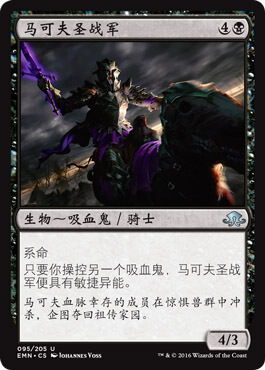 马可夫圣战军 4
生物～吸血鬼 / 骑士
系命
只要你操控另一个吸血鬼，马可夫圣战
军便具有敏捷异能。
马可夫血脉幸存的成员在惊惧兽群中冲
杀，企图夺回祖传家园。
4/3
095/205 U
EMN • CS Johannes Voss
™ & © 2016 Wizards of the Coast